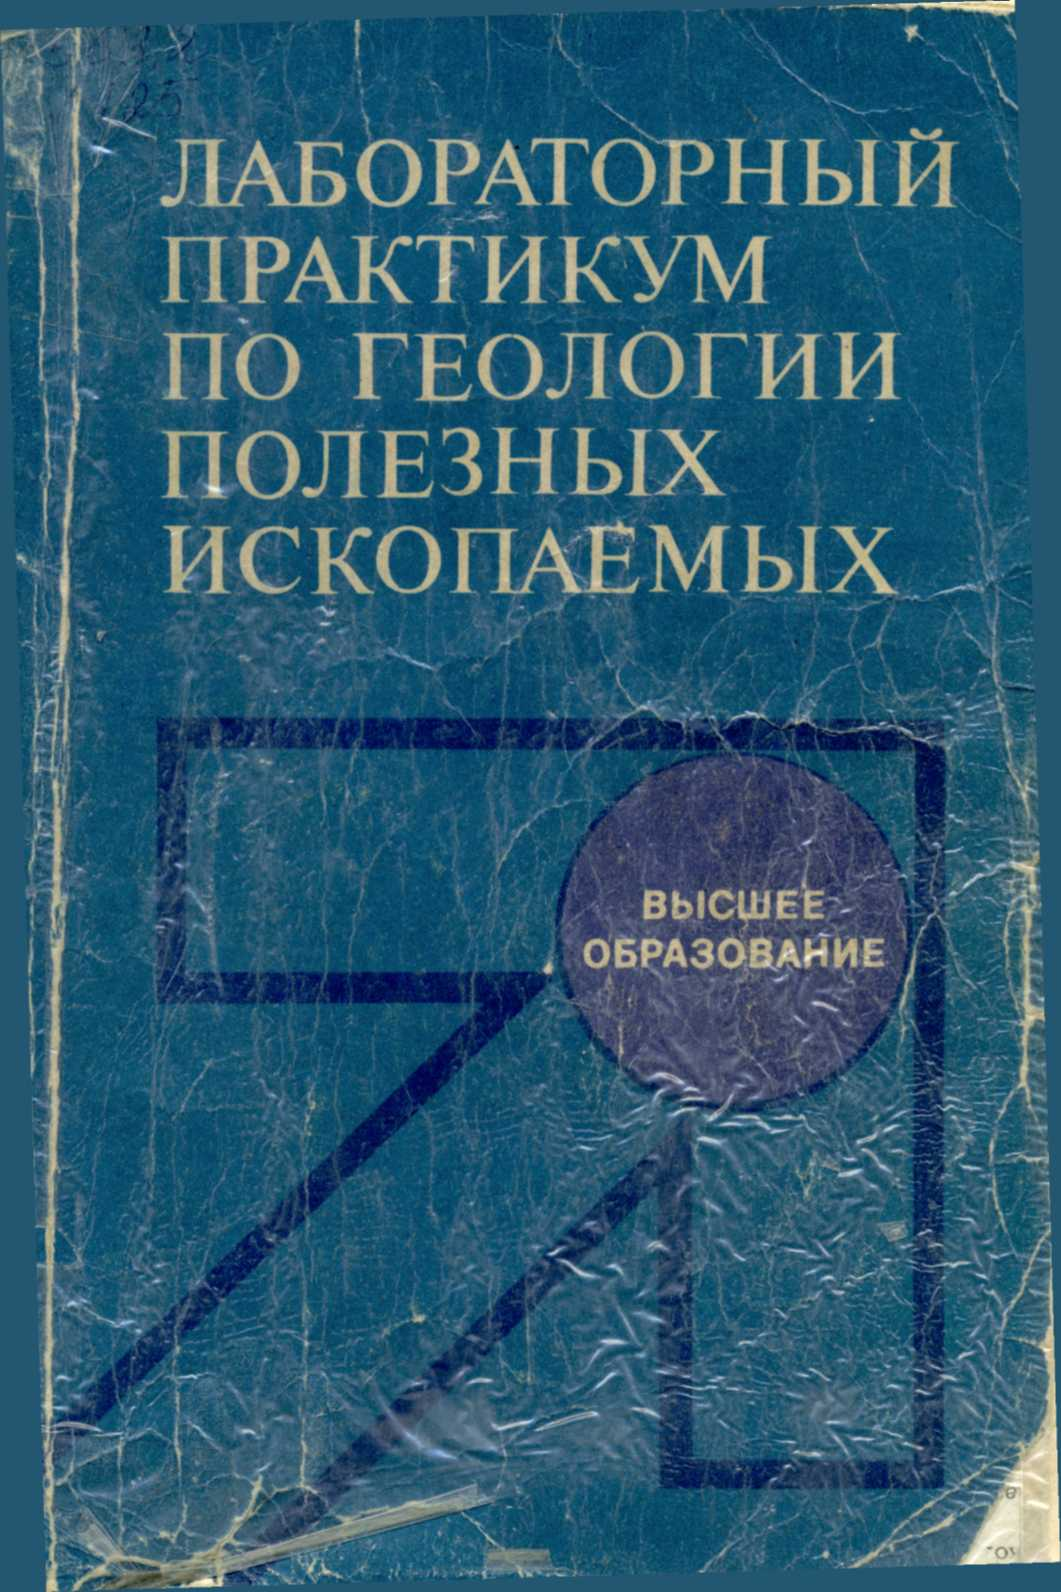 ЛАБОРАТОРНЫЙ
ПРАКТИКУМ
ПО ГЕОЛОГИИ
ПОЛЕЗНЫХ
ИСКОПАЕМЫХ
ВЫСШЕЕ
ОБРАЗОВАНИЕ